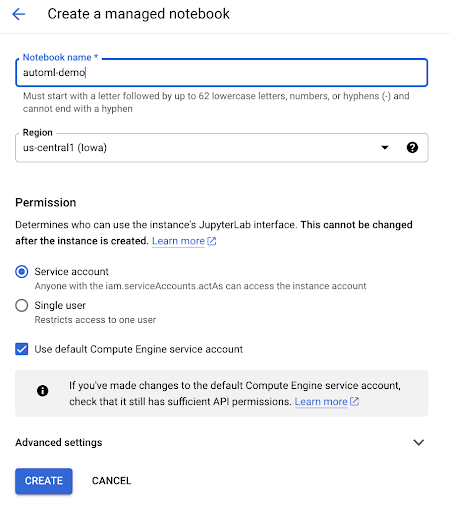 Create a managed notebook
Notebook name *
automl-demo
Must start with a letter followed by up to 62 lowercase letters, numbers, or hyphens (-) and
cannot end with a hyphen
Region
us-central1 (Iowa)
Permission
Determines who can use the instance's JupyterLab interface. This cannot be changed
after the instance is created. Learn more
Service account
Anyone with the iam.serviceAccounts.actAs can access the instance account
Single user
Restricts access to one user
Use default Compute Engine service account
If you've made changes to the default Compute Engine service account,
check that it still has sufficient API permissions. Learn more
Advanced settings
CREATE CANCEL